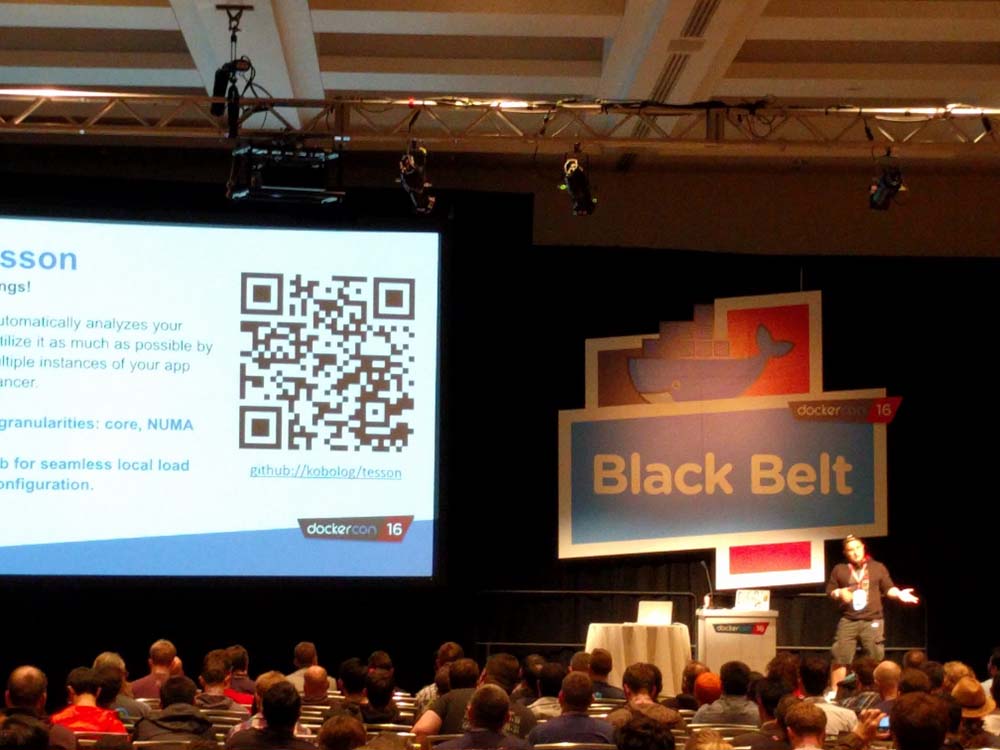 sson
ngs!
utomatically analyzes your
tilize it as much as possible by
ultiple instances of your app
ancer.
granularities: core, NUMA
b for seamless local load
onfiguration.
github://kobolog/tesson
dockercon 16
dockercon 16
Black Belt
dockercon 16